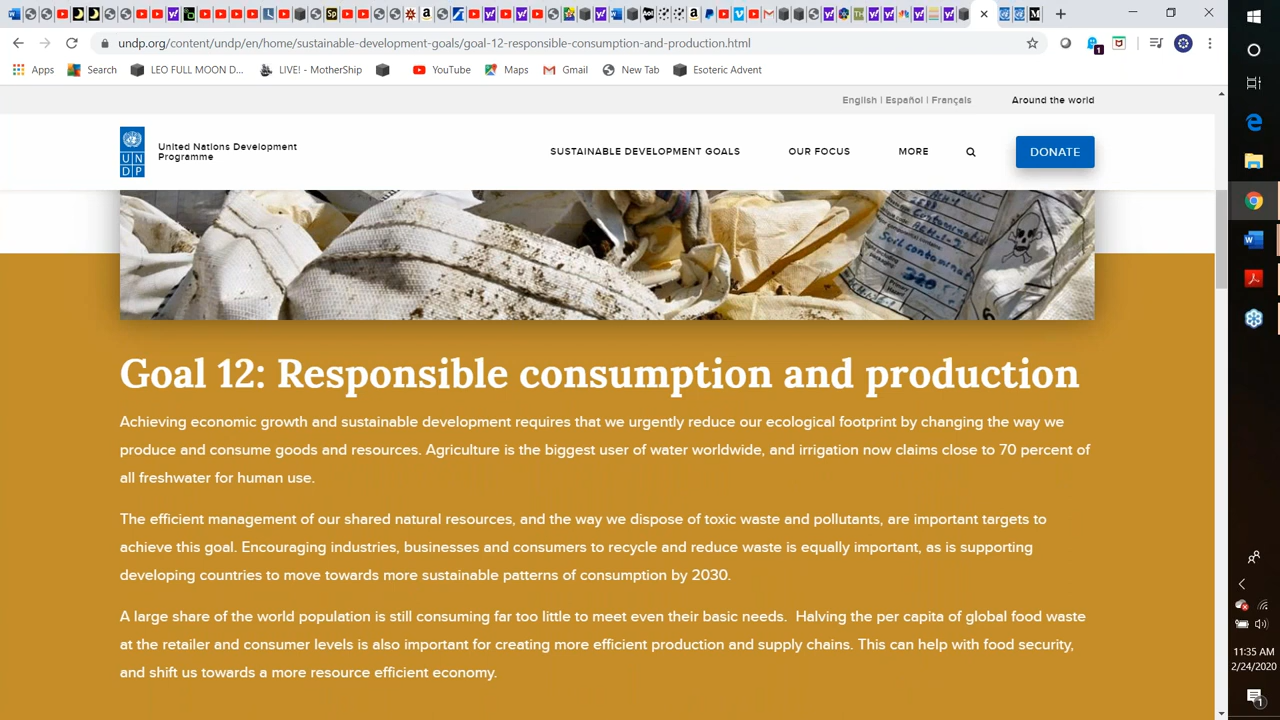 undp.org/content/undp/en/home/sustainable-development-goals/goal-12-responsible-consumption-and-production.html
Apps Search LEO FULL MOON D... LIVE! - MotherShip YouTube Maps Gmail New Tab Esoteric Advent
English | Español | Français Around the world
United Nations Development
Programme
UN
DP
SUSTAINABLE DEVELOPMENT GOALS OUR FOCUS MORE DONATE
Soil contaminat
320
6
Goal 12: Responsible consumption and production
Achieving economic growth and sustainable development requires that we urgently reduce our ecological footprint by changing the way we
produce and consume goods and resources. Agriculture is the biggest user of water worldwide, and irrigation now claims close to 70 percent of
all freshwater for human use.
The efficient management of our shared natural resources, and the way we dispose of toxic waste and pollutants, are important targets to
achieve this goal. Encouraging industries, businesses and consumers to recycle and reduce waste is equally important, as is supporting
developing countries to move towards more sustainable patterns of consumption by 2030.
A large share of the world population is still consuming far too little to meet even their basic needs.  Halving the per capita of global food waste
at the retailer and consumer levels is also important for creating more efficient production and supply chains. This can help with food security,
and shift us towards a more resource efficient economy.
11:35 AM
2/24/2020
1